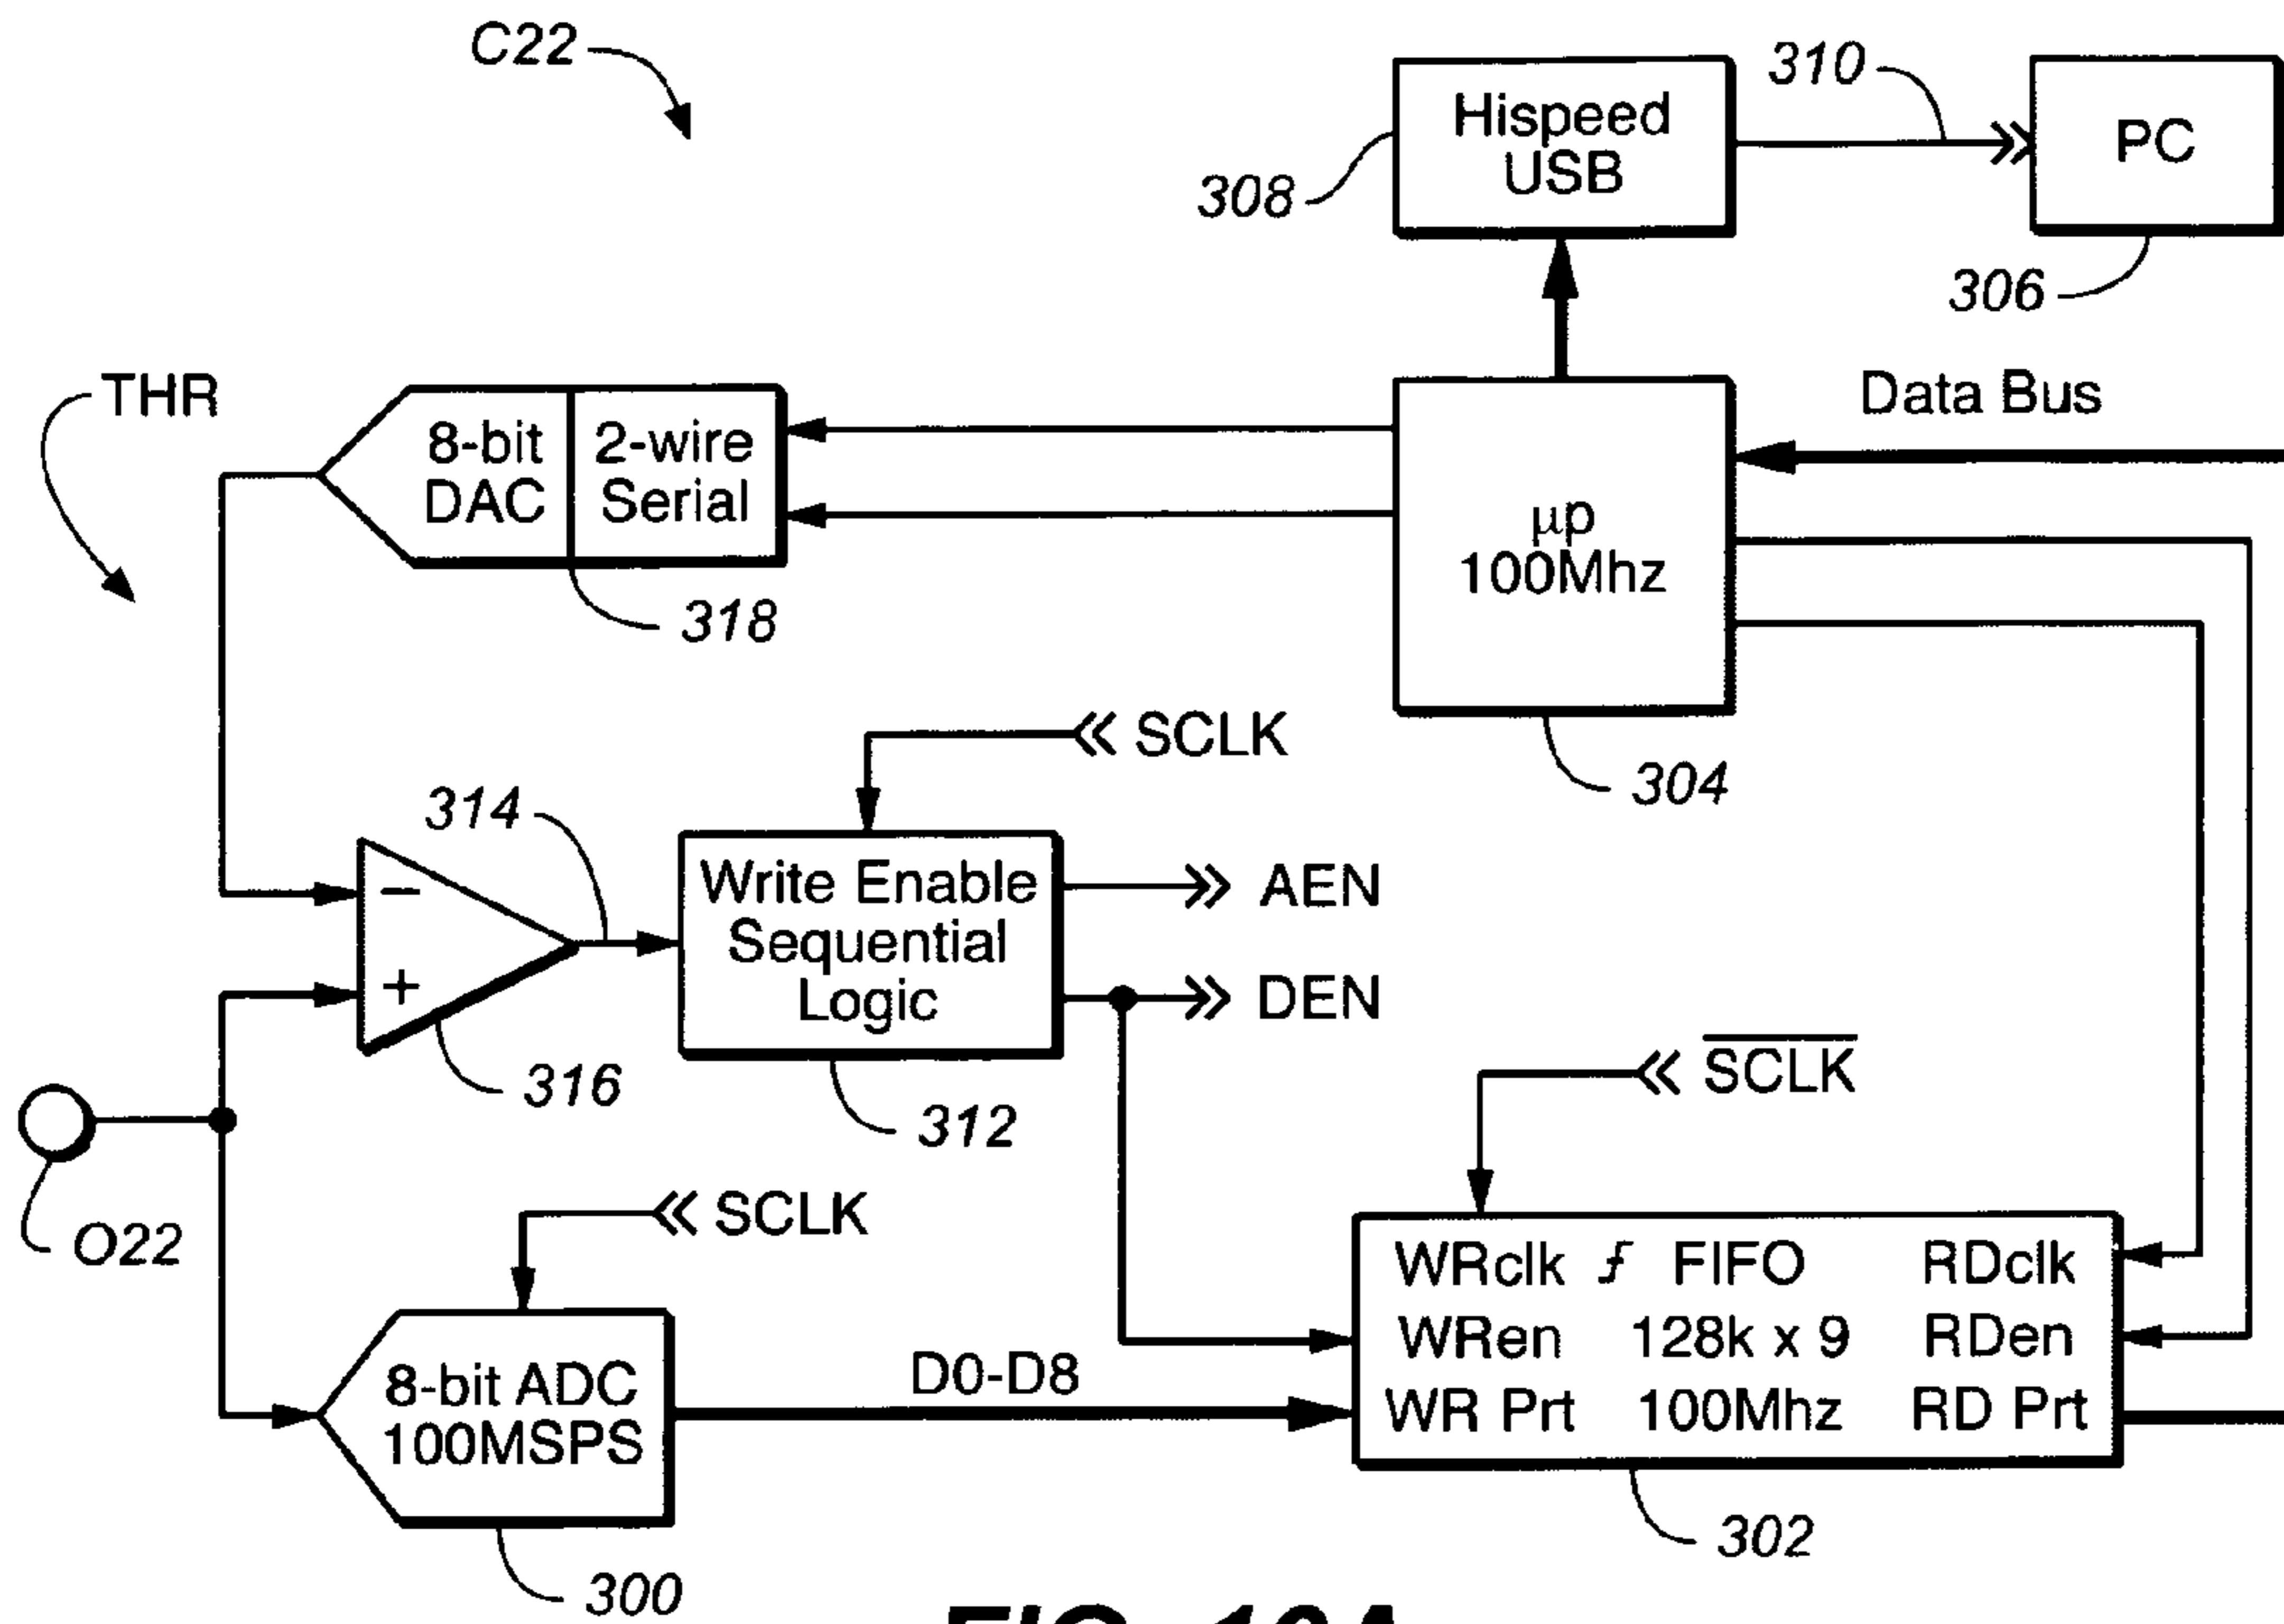 C22
Hispeed
USB
310
PC
308
306
THR
8-bit
DAC
2-wire
Serial
318
Data Bus
µp
100Mhz
304
SCLK
314
Write Enable
Sequential
Logic
AEN
DEN
−
+
316
312
SCLK
O22
SCLK
WRclk FIFO RDclk
WRen 128k x 9 RDen
WR Prt 100Mhz RD Prt
8-bit ADC
100MSPS
D0-D8
302
300